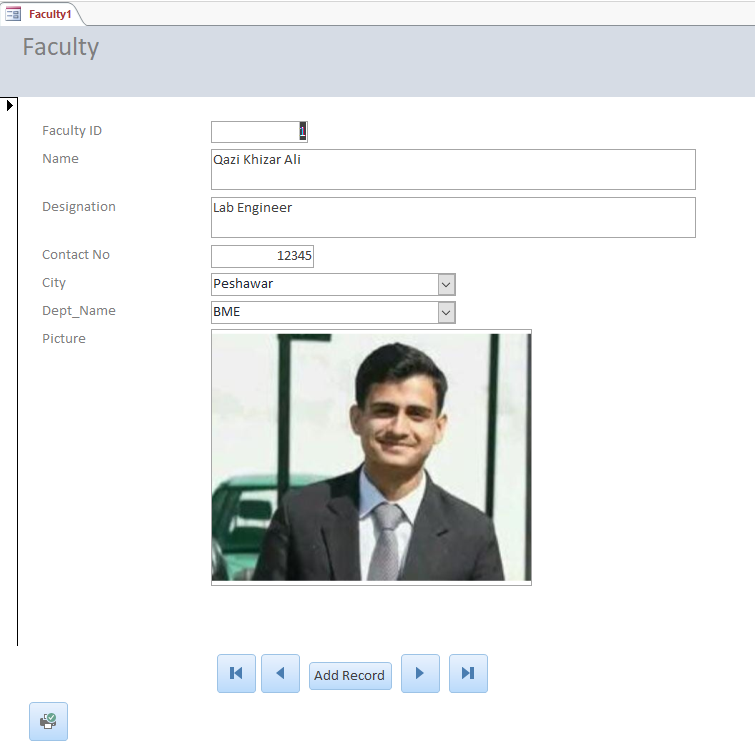 Faculty1
Faculty
Faculty ID 1
Name Qazi Khizar Ali
Designation Lab Engineer
Contact No 12345
City Peshawar
Dept_Name BME
Picture
Add Record